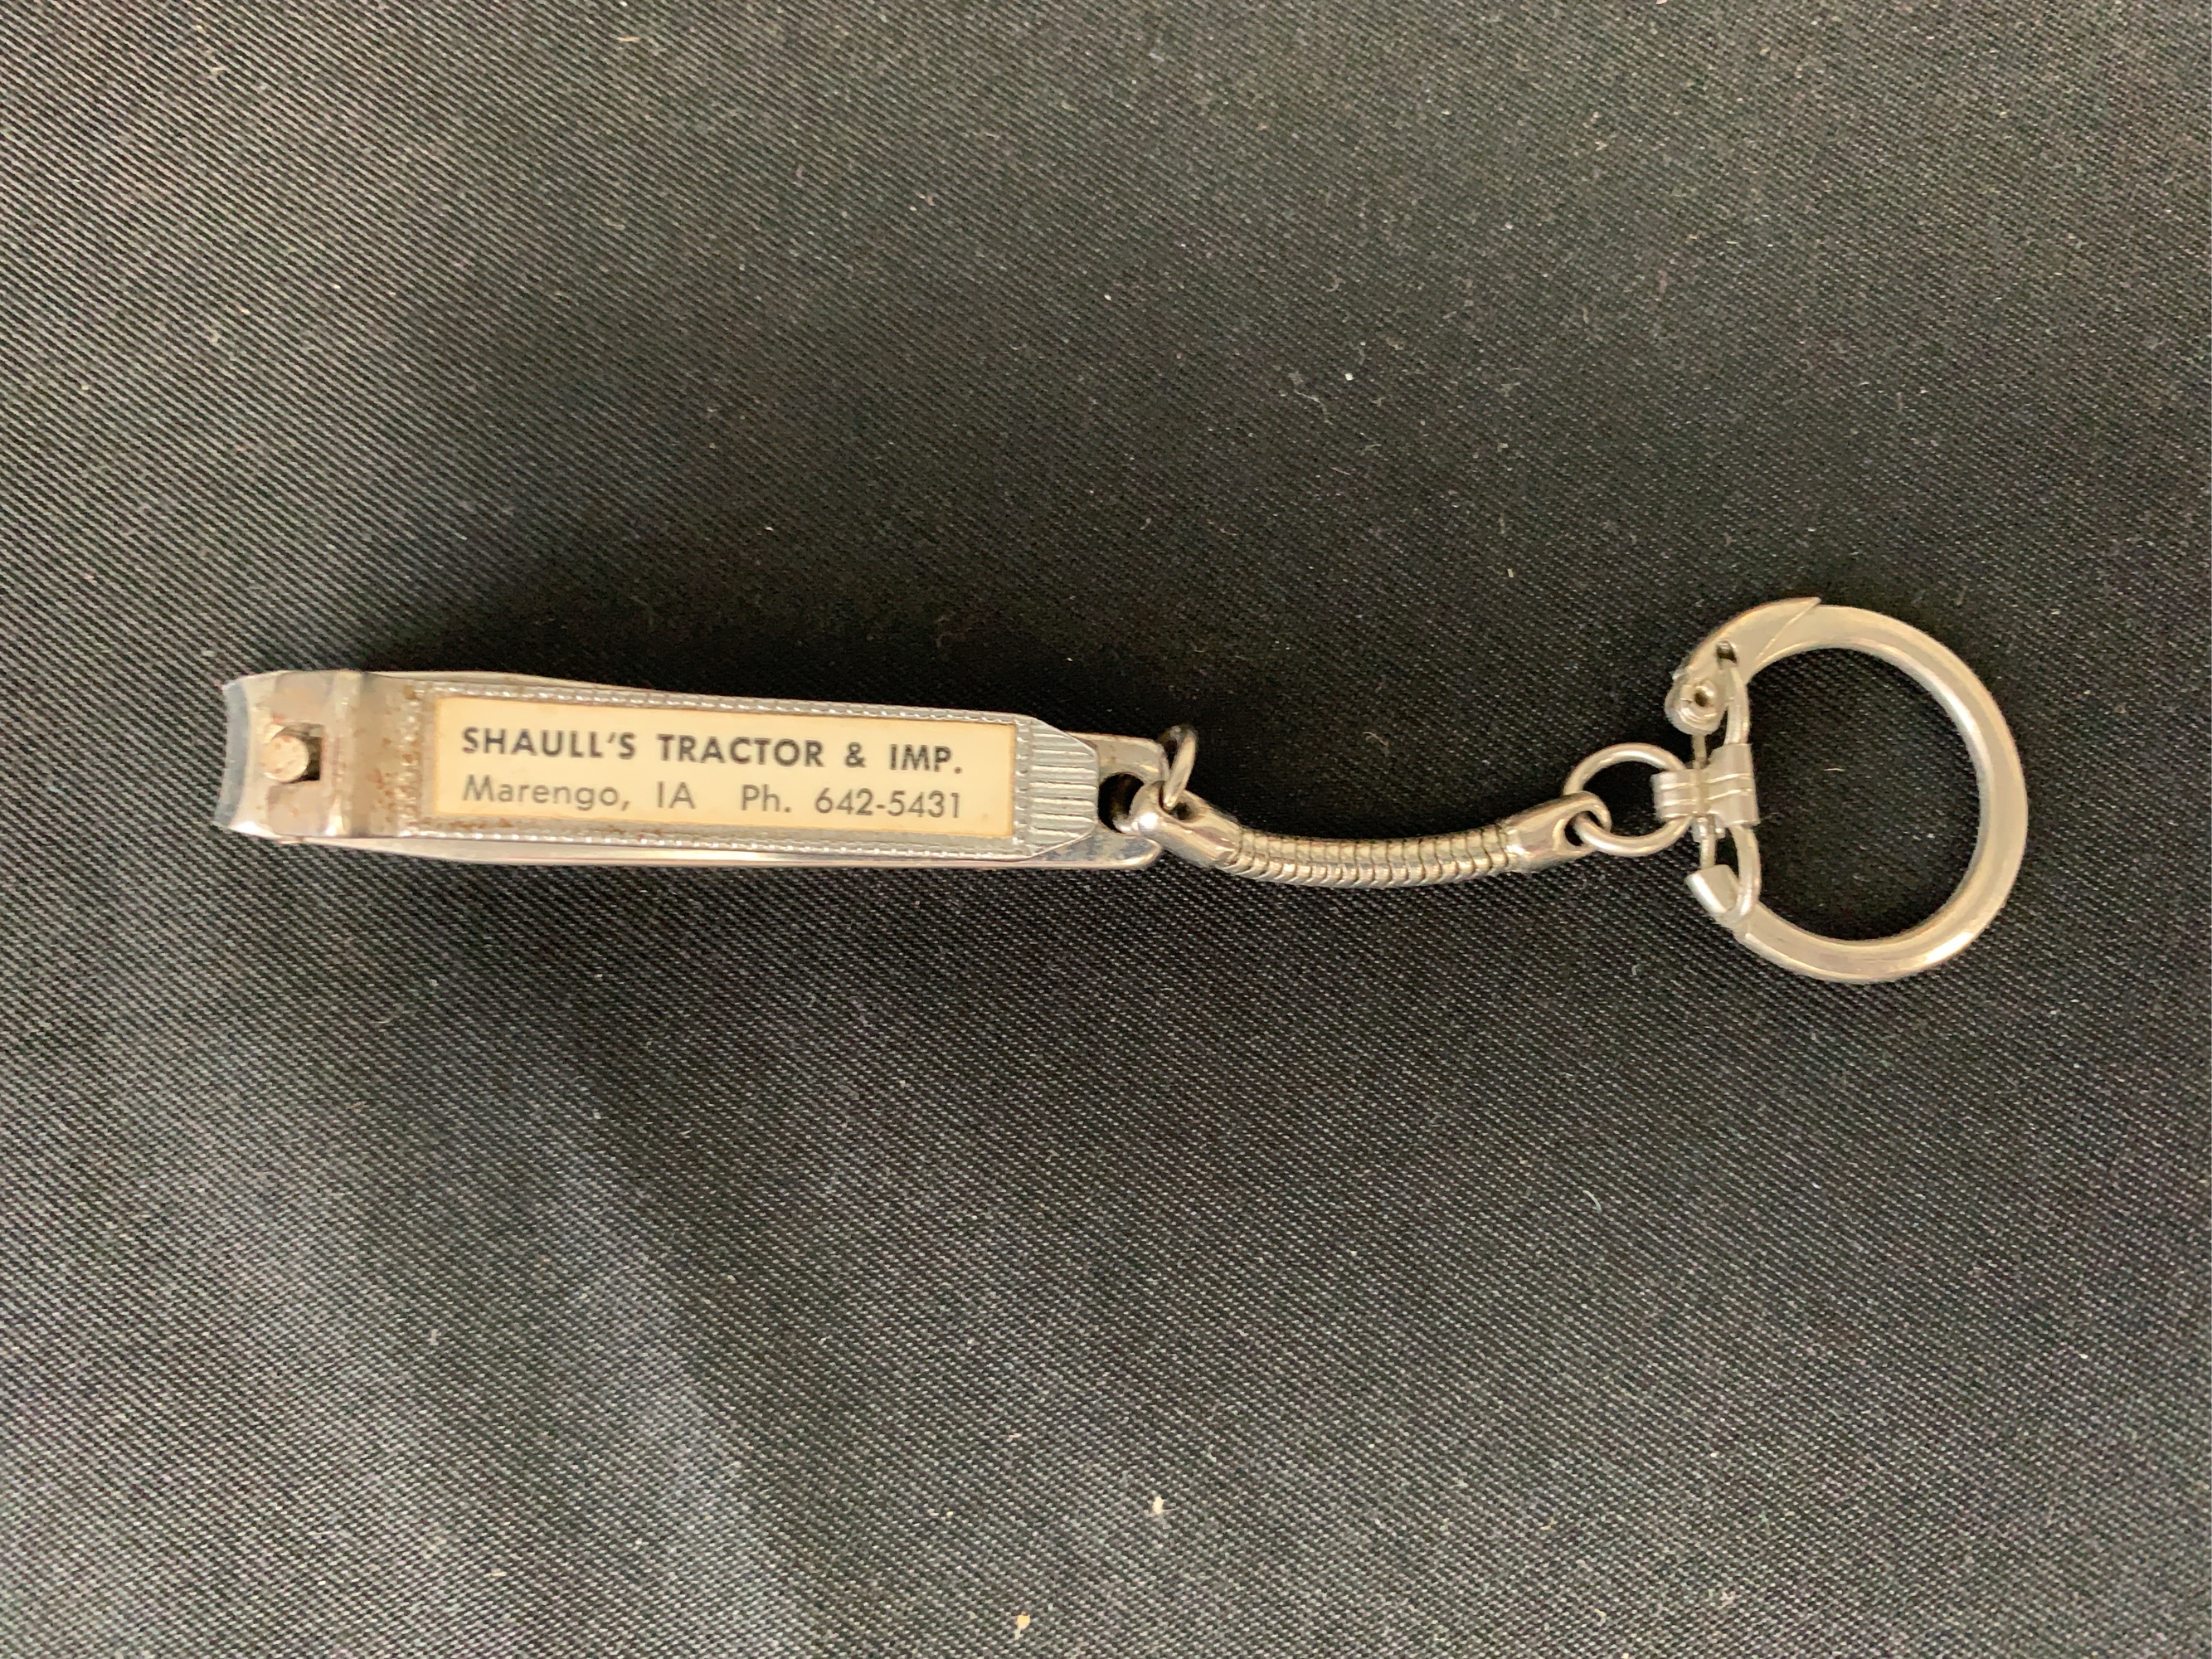 SHAULL'S TRACTOR & IMP.
Marengo, IA Ph. 642-5431